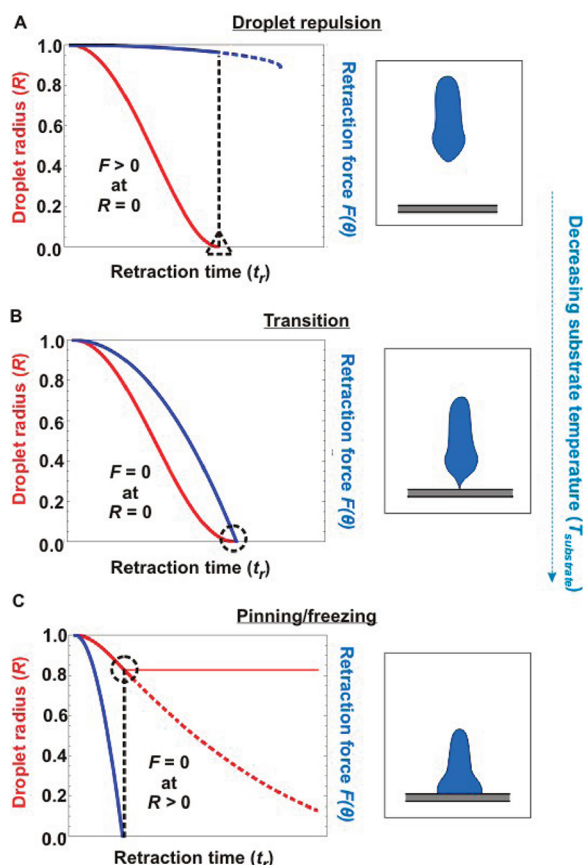 A
Droplet repulsion
Droplet radius (R)
1.0
0.8
0.6
0.4
0.2
0.0
F > 0
at
R = 0
Retraction time (tr)
Retraction force F(θ)
B
Transition
Droplet radius (R)
1.0
0.8
0.6
0.4
0.2
0.0
F = 0
at
R = 0
Retraction time (tr)
Retraction force F(θ)
C
Pinning/freezing
Droplet radius (R)
1.0
0.8
0.6
0.4
0.2
0.0
F = 0
at
R > 0
Retraction time (tr)
Retraction force F(θ)
Decreasing substrate temperature (Tsubstrate)